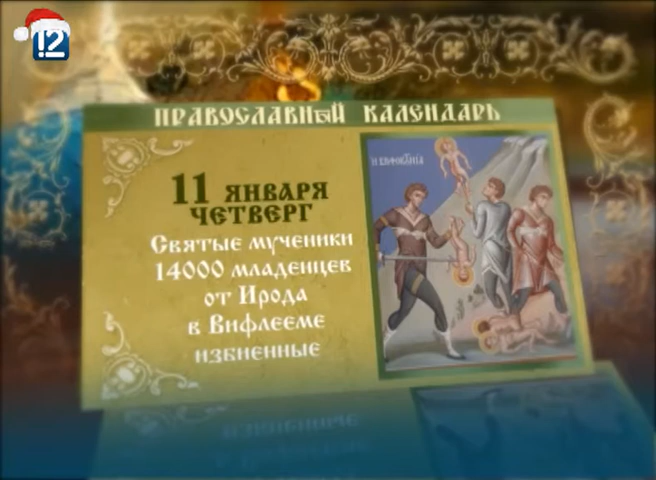 12
ПРАВОСЛАВНЫЙ КАЛЕНДАРЬ
11 ЯНВАРЯ
ЧЕТВЕРГ
Святые мученики
14000 младенцев
от Ирода
в Вифлееме
избиенные